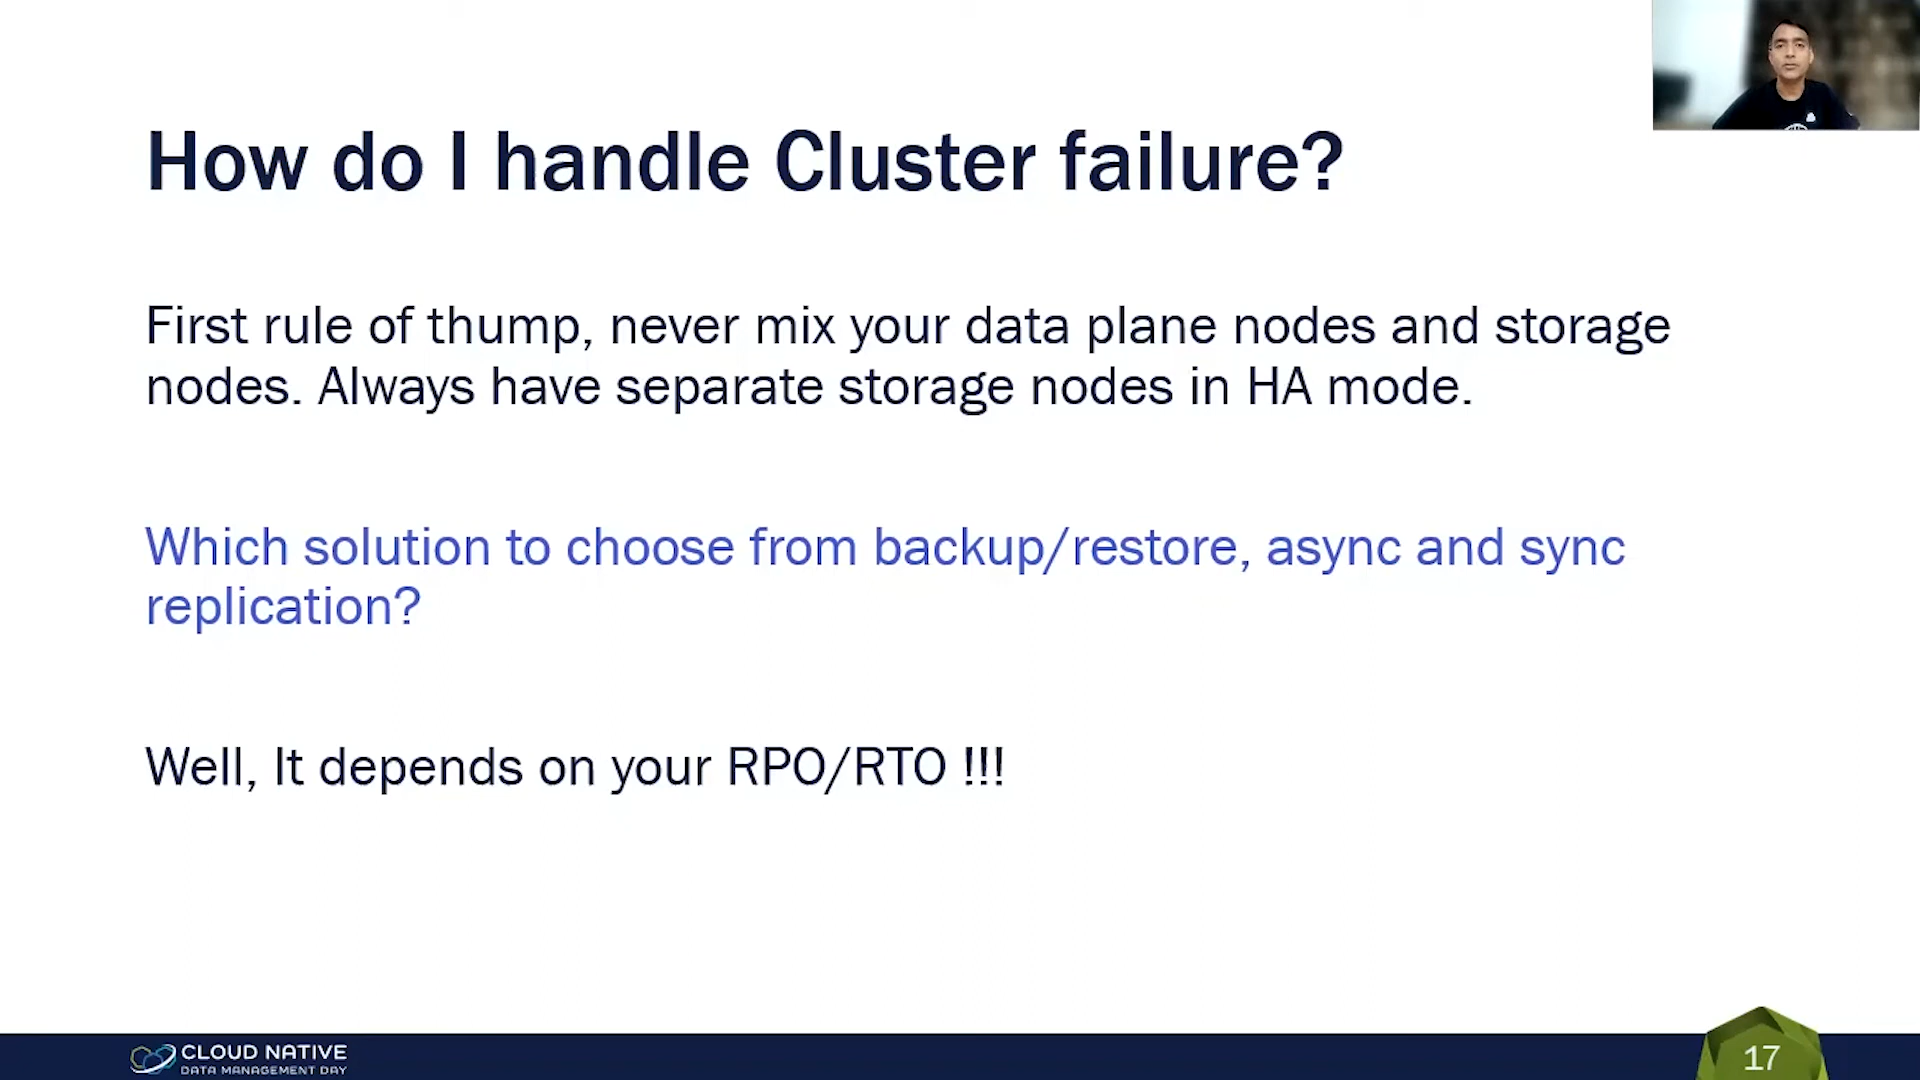 How do I handle Cluster failure?
First rule of thump, never mix your data plane nodes and storage
nodes. Always have separate storage nodes in HA mode.
Which solution to choose from backup/restore, async and sync
replication?
Well, It depends on your RPO/RTO !!!
CLOUD NATIVE
DATA MANAGEMENT DAY
17